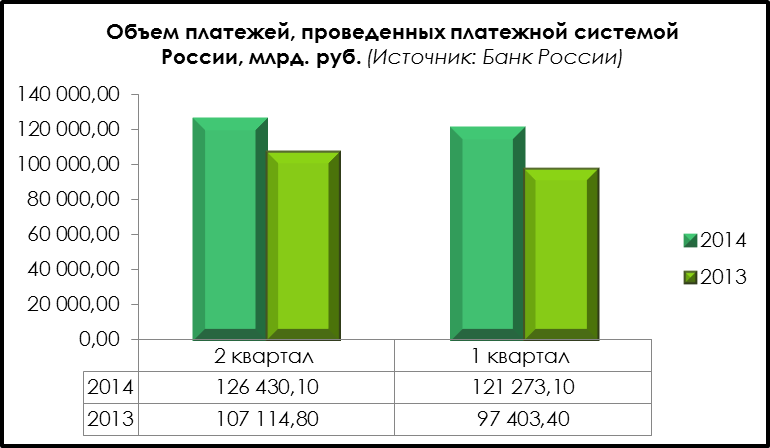 Объем платежей, проведенных платежной системой
России, млрд. руб. (Источник: Банк России)
140 000,00
120 000,00
100 000,00
80 000,00
60 000,00
40 000,00
20 000,00
0,00
2014
2013
2 квартал 1 квартал
2014 126 430,10 121 273,10
2013 107 114,80 97 403,40